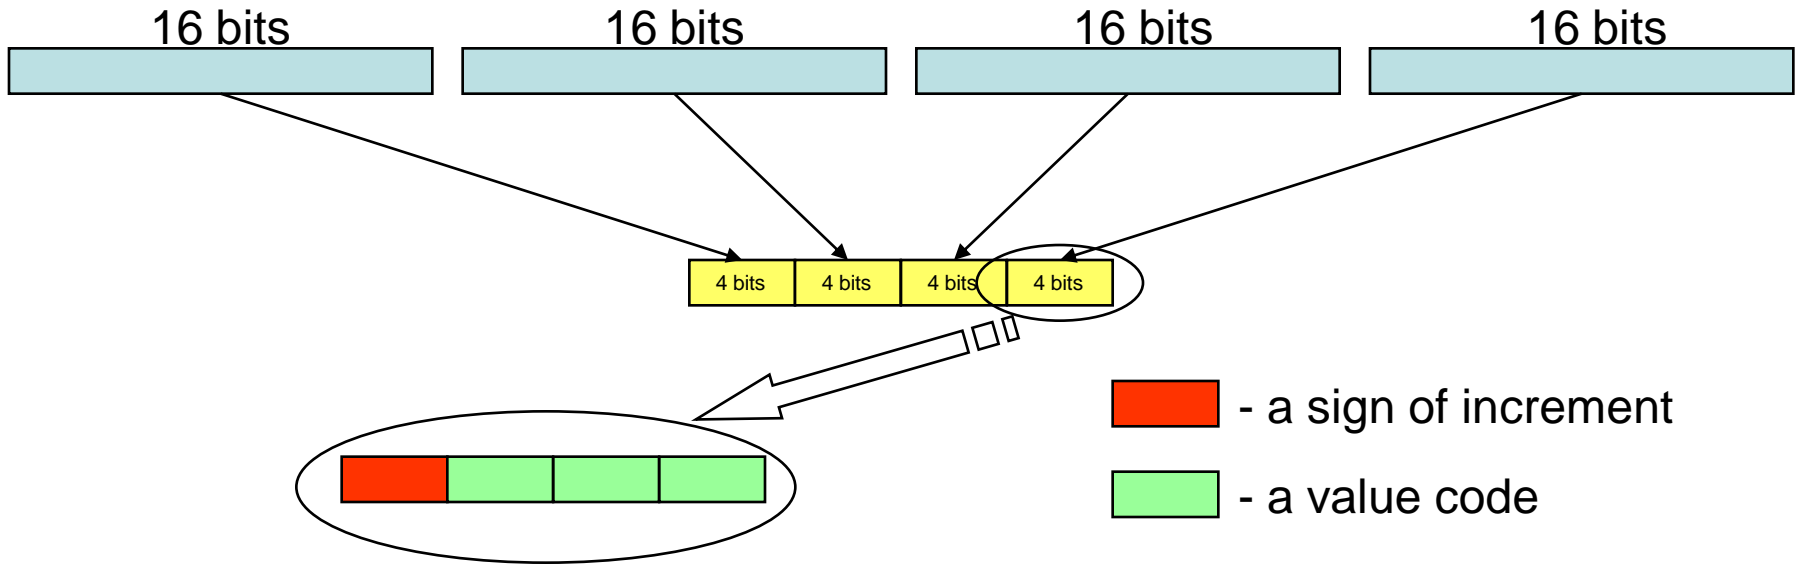 16 bits 16 bits 16 bits 16 bits
4 bits 4 bits 4 bits 4 bits
- a sign of increment
- a value code